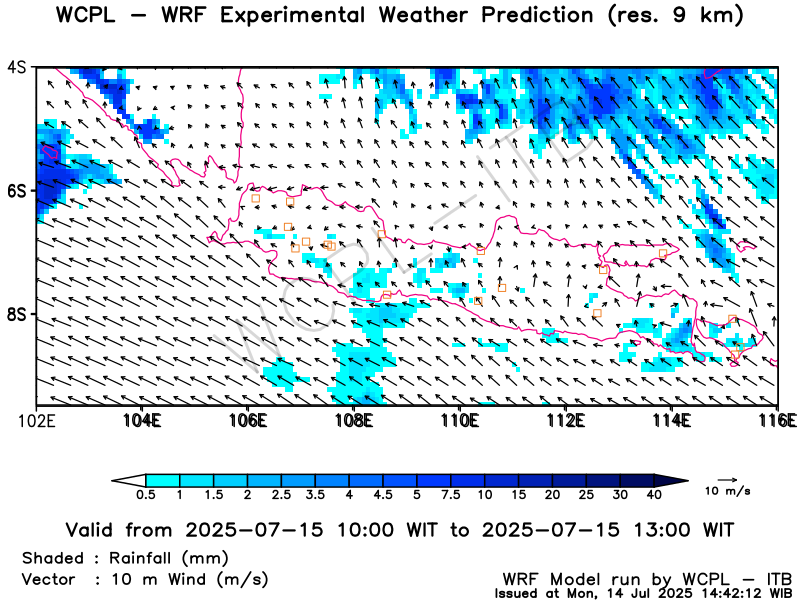 WCPL – WRF Experimental Weather Prediction (res. 9 km)
4S
6S
8S
WCPL–ITB
102E 104E 106E 108E 110E 112E 114E 116E
0.5 1 1.5 2 2.5 3.5 4 4.5 5 7.5 10 15 20 25 30 40
10 m/s
Valid from 2025–07–15 10:00 WIT to 2025–07–15 13:00 WIT
Shaded : Rainfall (mm)
Vector : 10 m Wind (m/s)
WRF Model run by WCPL – ITB
Issued at Mon, 14 Jul 2025 14:42:12 WIB